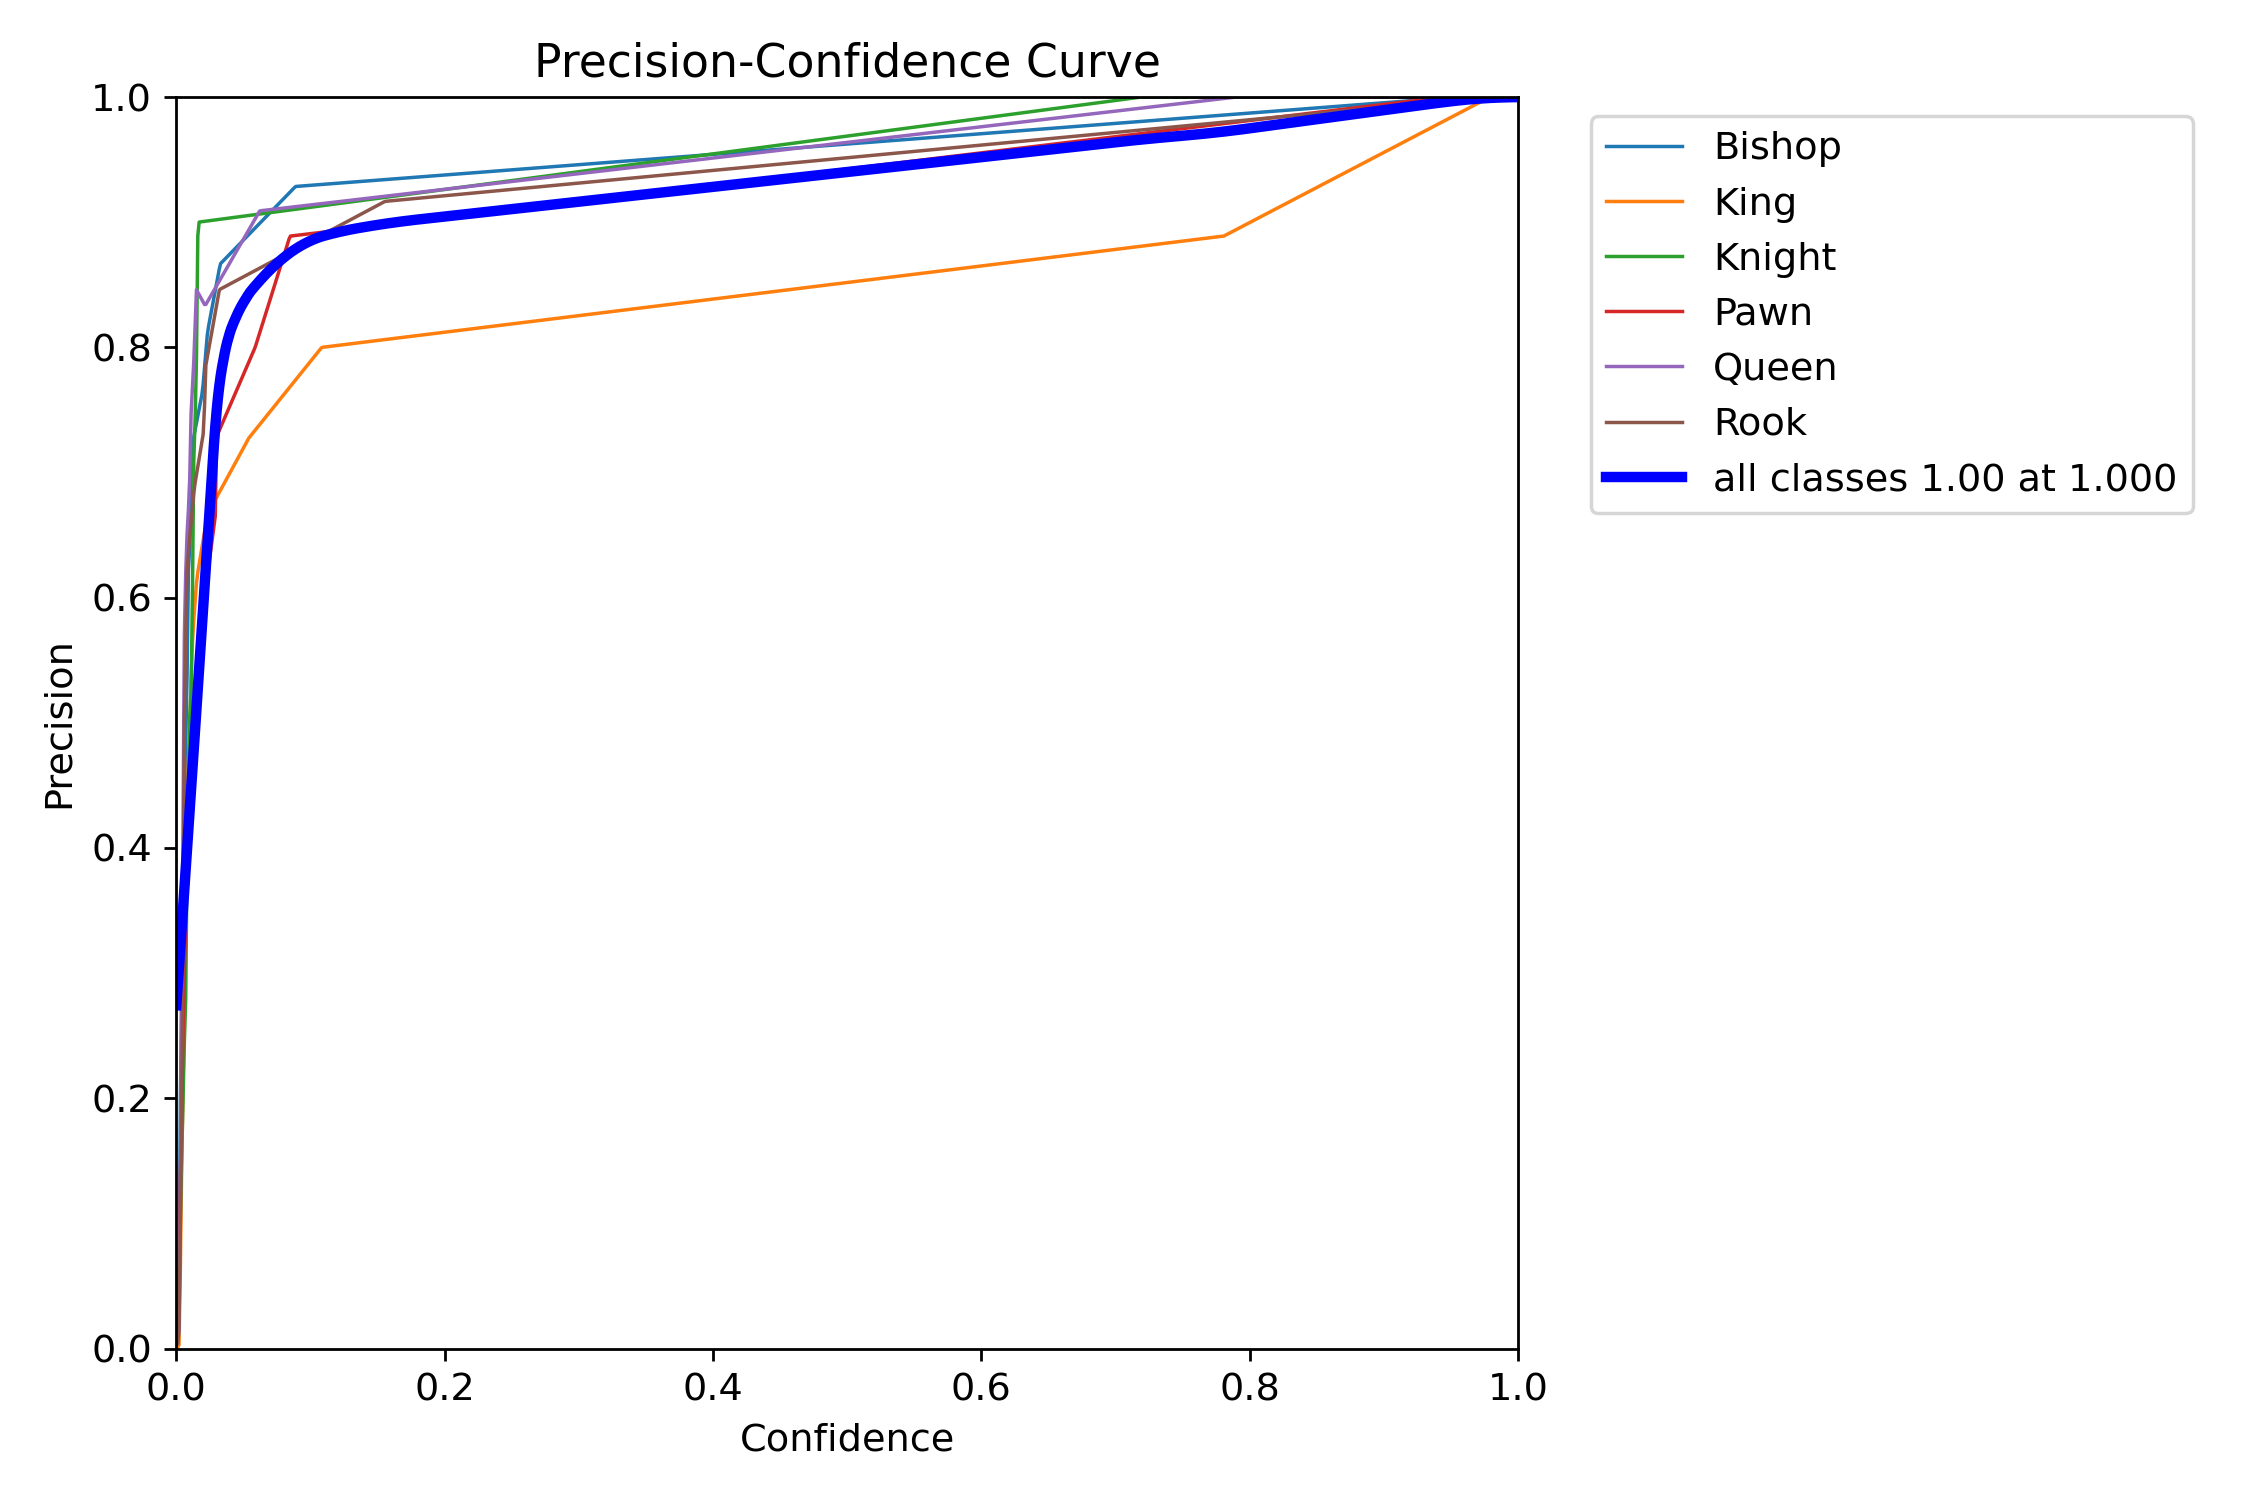 Precision-Confidence Curve
1.0
0.8
0.6
0.4
0.2
0.0
Precision
0.0 0.2 0.4 0.6 0.8 1.0
Confidence
Bishop
King
Knight
Pawn
Queen
Rook
all classes 1.00 at 1.000